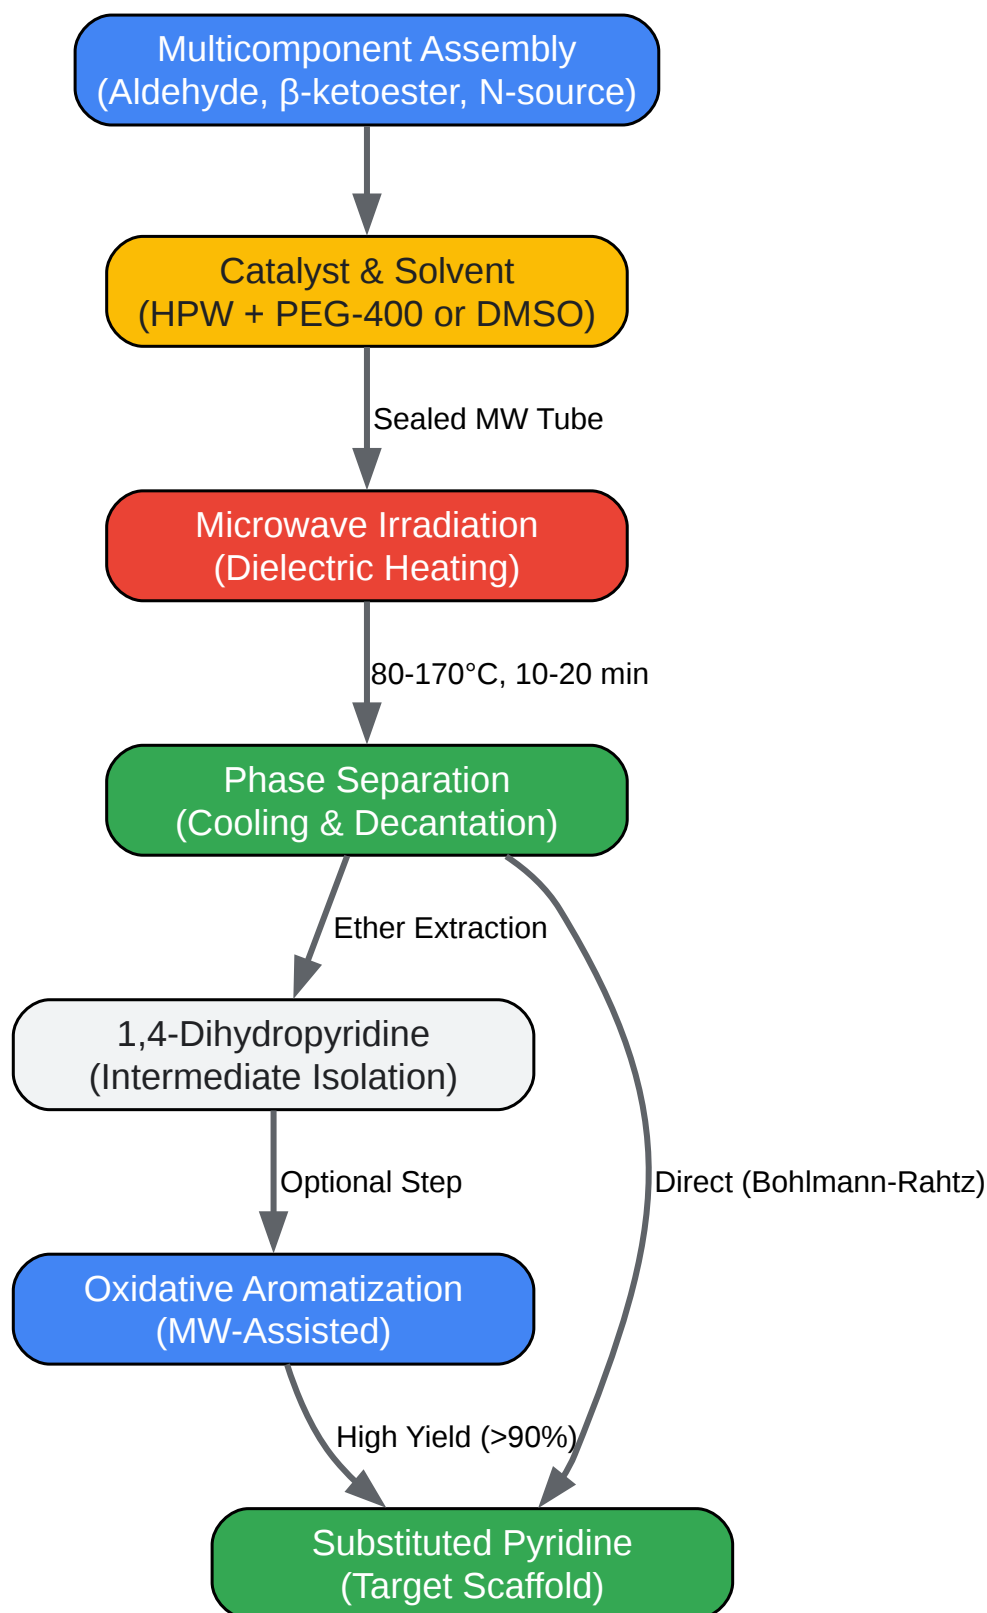 Multicomponent Assembly
(Aldehyde, β-ketoester, N-source)
Catalyst & Solvent
(HPW + PEG-400 or DMSO)
Sealed MW Tube
Microwave Irradiation
(Dielectric Heating)
80-170°C, 10-20 min
Phase Separation
(Cooling & Decantation)
Ether Extraction
1,4-Dihydropyridine
(Intermediate Isolation)
Optional Step
Direct (Bohlmann-Rahtz)
Oxidative Aromatization
(MW-Assisted)
High Yield (>90%)
Substituted Pyridine
(Target Scaffold)